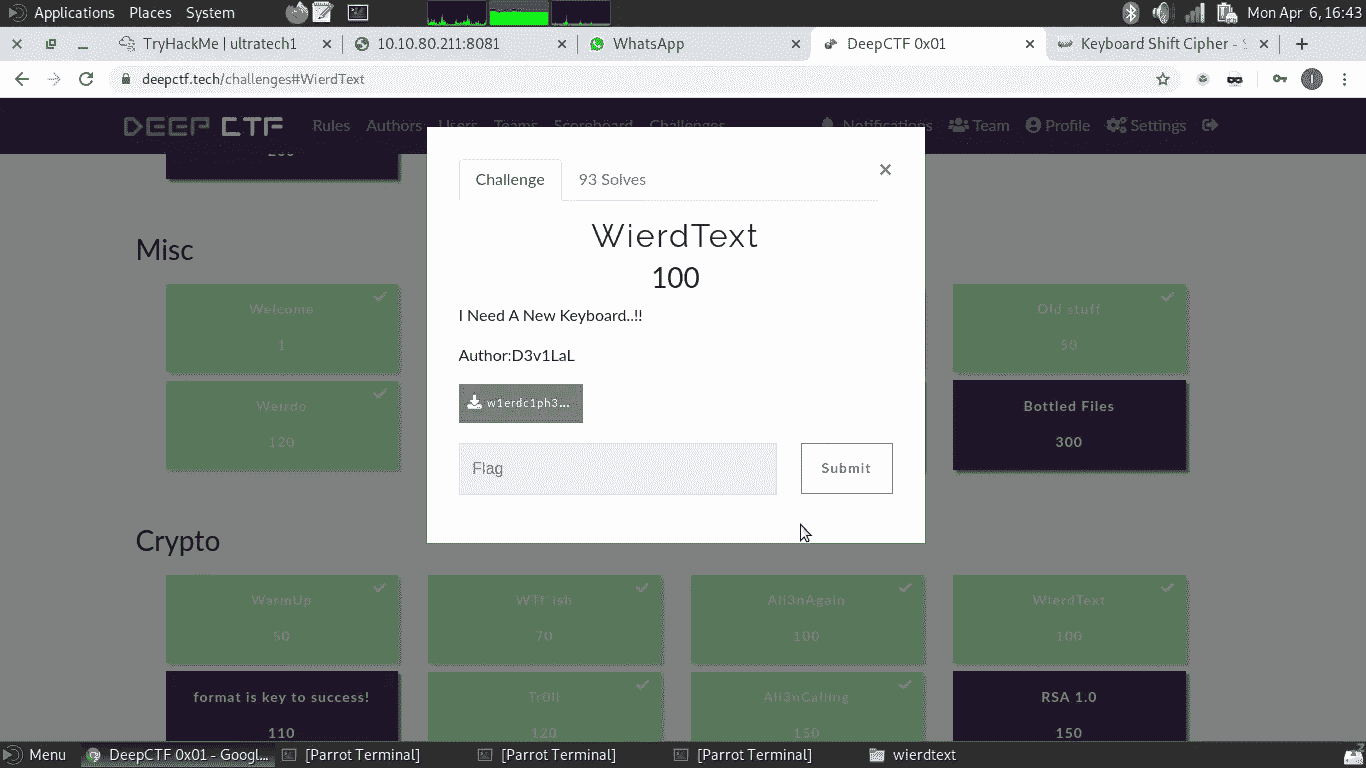 Applications Places System Mon Apr 6, 16:43
TryHackMe | ultratech1 10.10.80.211:8081 WhatsApp DeepCTF 0x01 Keyboard Shift Cipher -
deepctf.tech/challenges#WierdText
DEEP CTF Rules Authors Users Teams Scoreboard Challenges Notifications Team Profile Settings
Challenge 93 Solves ×
WierdText
100
I Need A New Keyboard..!!
Author:D3v1LaL
w1erdc1ph3...
Flag Submit
Misc
Welcome Old stuff
1 50
Weirdo Bottled Files
120 300
Crypto
WarmUp WTf_ish All3nAgain WierdText
50 70 100 100
format is key to success! Tr0ll All3nCalling RSA 1.0
110 120 150 150
Menu DeepCTF 0x01 - Googl... [Parrot Terminal] [Parrot Terminal] [Parrot Terminal] wierdtext